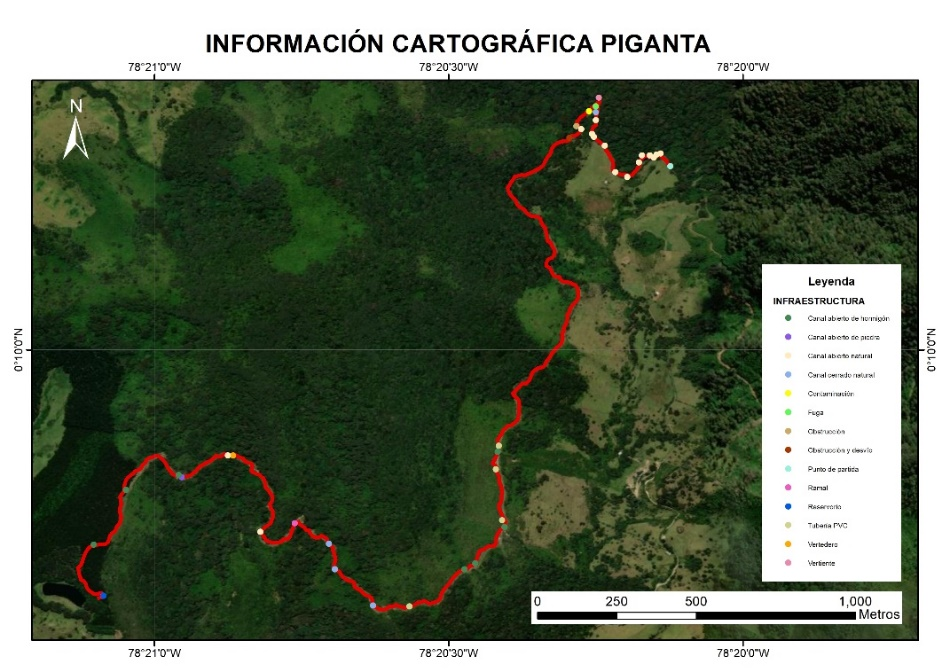 INFORMACIÓN CARTOGRÁFICA PIGANTA
78°21'0"W
78°20'30"W
78°20'0"W
N
0°10'0"N
0°10'0"N
Leyenda
INFRAESTRUCTURA
Canal abierto de hormigón
Canal abierto de piedra
Canal abierto natural
Canal cerrado natural
Contaminación
Fuga
Obstrucción
Obstrucción y desvío
Punto de partida
Ramal
Reservorio
Tubería PVC
Vertedero
Vertiente
0 250 500 1,000
Metros
78°21'0"W
78°20'30"W
78°20'0"W